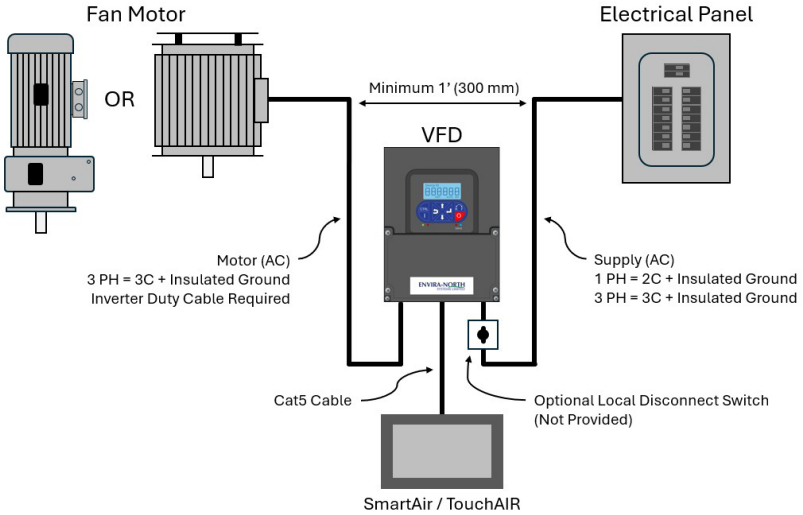 Fan Motor
Electrical Panel
OR
Minimum 1’ (300 mm)
VFD
Motor (AC)
3 PH = 3C + Insulated Ground
Inverter Duty Cable Required
Supply (AC)
1 PH = 2C + Insulated Ground
3 PH = 3C + Insulated Ground
ENVIRA-NORTH
Cat5 Cable
Optional Local Disconnect Switch
(Not Provided)
SmartAir / TouchAIR